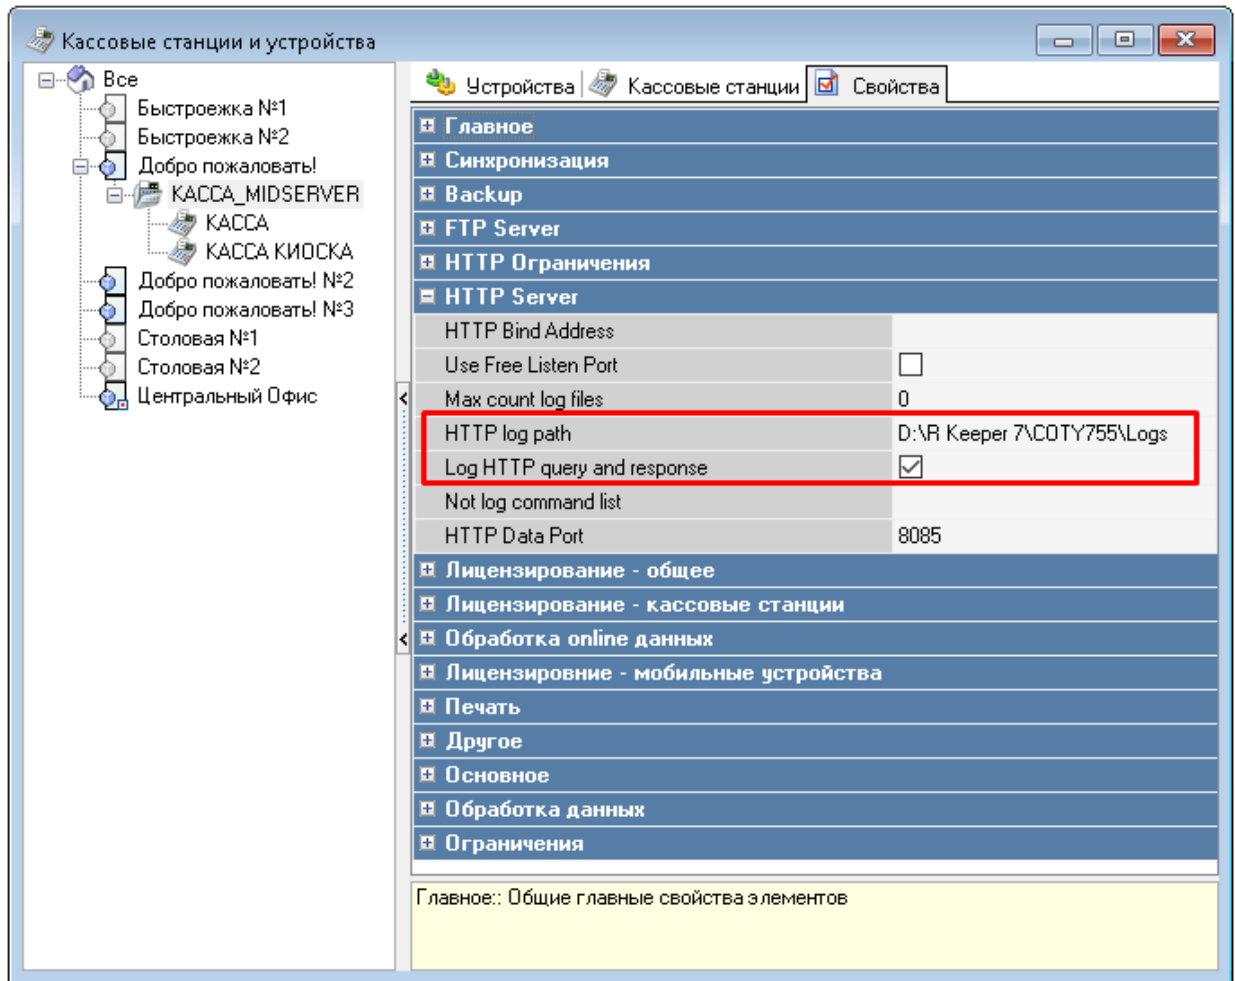 Кассовые станции и устройства
Все
Быстроежка №1
Быстроежка №2
Добро пожаловать!
КАССА_MIDSERVER
КАССА
КАССА КИОСКА
Добро пожаловать! №2
Добро пожаловать! №3
Столовая №1
Столовая №2
Центральный Офис
Устройства Кассовые станции Свойства
Главное
Синхронизация
Backup
FTP Server
HTTP Ограничения
HTTP Server
HTTP Bind Address
Use Free Listen Port
Max count log files 0
HTTP log path D:\R Keeper 7\COTY755\Logs
Log HTTP query and response
Not log command list
HTTP Data Port 8085
Лицензирование - общее
Лицензирование - кассовые станции
Обработка online данных
Лицензировние - мобильные устройства
Печать
Другое
Основное
Обработка данных
Ограничения
Главное:: Общие главные свойства элементов